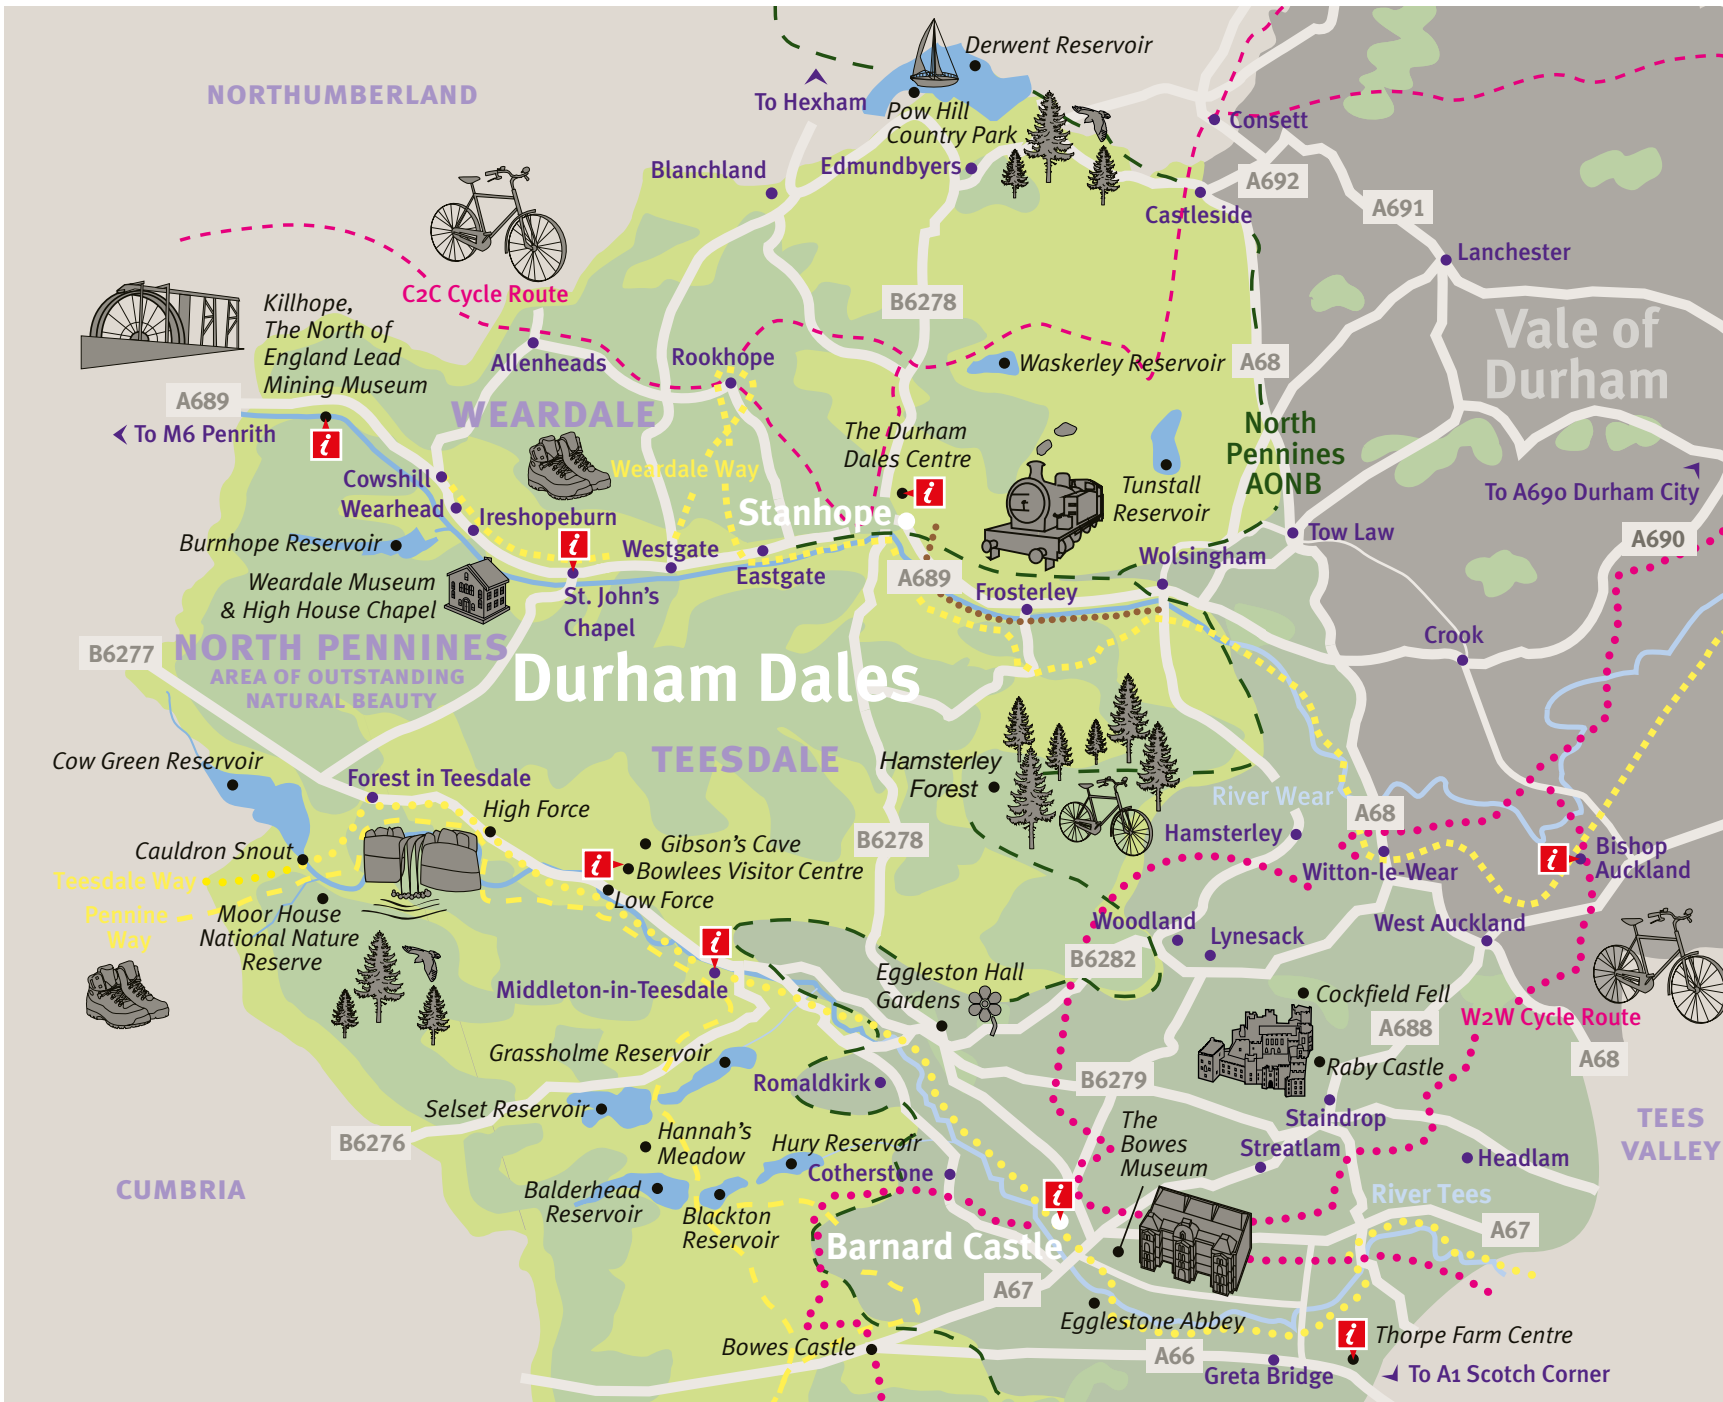 Derwent Reservoir
NORTHUMBERLAND
To Hexham
Pow Hill
Country Park
Consett
Blanchland
Edmundbyers
A692
Castleside
A691
Lanchester
C2C Cycle Route
B6278
Killhope,
The North of
England Lead
Mining Museum
Vale of
Durham
Allenheads
Rookhope
Waskerley Reservoir
A68
A689
WEARDALE
To M6 Penrith
The Durham
Dales Centre
North
Pennines
AONB
Weardale Way
Cowshill
Tunstall
Reservoir
To A690 Durham City
Wearhead
Ireshopeburn
Stanhope
Tow Law
A690
Burnhope Reservoir
Westgate
Wolsingham
Weardale Museum
& High House Chapel
Eastgate
A689
Frosterley
St. John's
Chapel
Crook
B6277
NORTH PENNINES
AREA OF OUTSTANDING
NATURAL BEAUTY
Durham Dales
TEESDALE
Cow Green Reservoir
Hamsterley
Forest
Forest in Teesdale
High Force
River Wear
A68
B6278
Hamsterley
Gibson's Cave
Bowlees Visitor Centre
Low Force
Cauldron Snout
Bishop
Auckland
Witton-le-Wear
Teesdale Way
Pennine
Way
Moor House
National Nature
Reserve
Woodland
Lynesack
West Auckland
B6282
Middleton-in-Teesdale
Eggleston Hall
Gardens
Cockfield Fell
A688
W2W Cycle Route
A68
Grassholme Reservoir
Raby Castle
Romaldkirk
B6279
Selset Reservoir
Staindrop
The
Bowes
Museum
TEES
VALLEY
B6276
Hannah's
Meadow
Hury Reservoir
Streatlam
Headlam
Cotherstone
CUMBRIA
Balderhead
Reservoir
Blackton
Reservoir
River Tees
A67
Barnard Castle
A67
Egglestone Abbey
Bowes Castle
Thorpe Farm Centre
A66
Greta Bridge
To A1 Scotch Corner
i
i
i
i
i
i
i
i